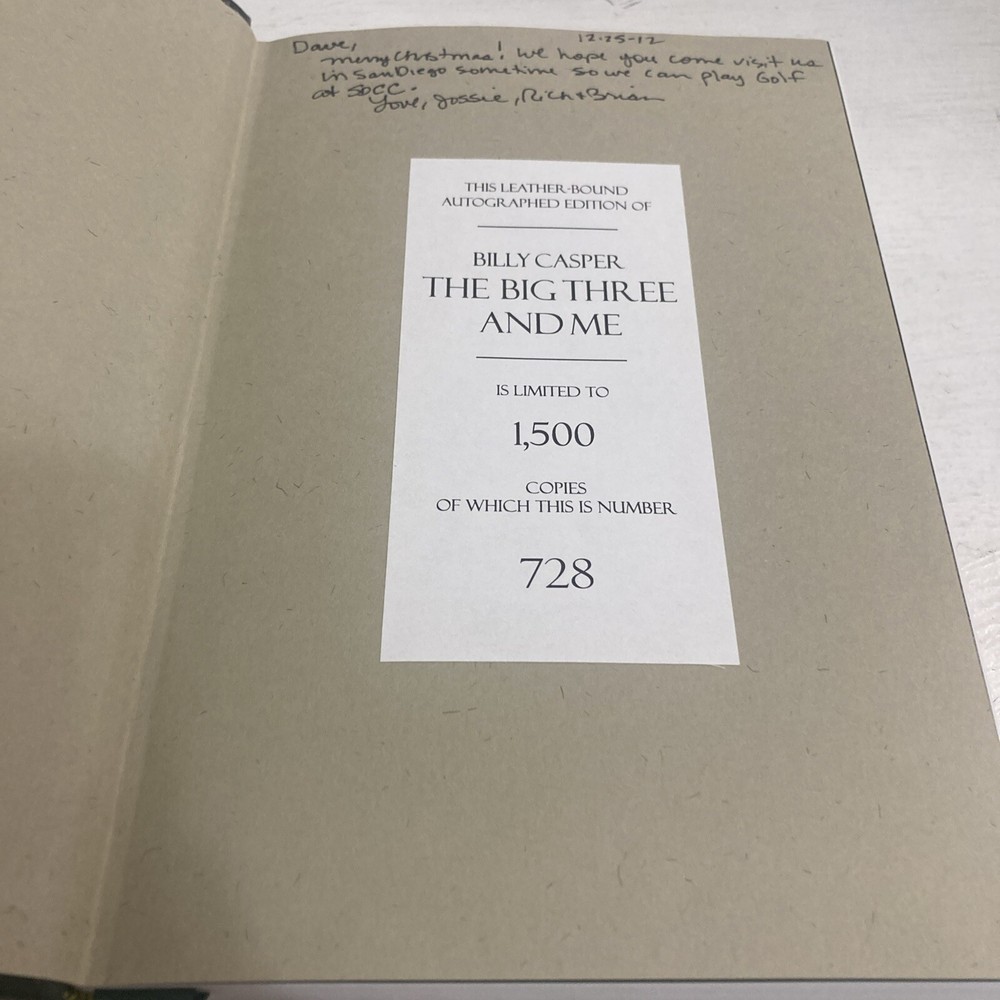 12-25-12
Dave,
Merry Christmas! We hope you come visit us
in San Diego sometime so we can play Golf
at SDCC.
Love, Jossie, Rich + Brian
THIS LEATHER-BOUND
AUTOGRAPHED EDITION OF
BILLY CASPER
THE BIG THREE
AND ME
IS LIMITED TO
1,500
COPIES
OF WHICH THIS IS NUMBER
728